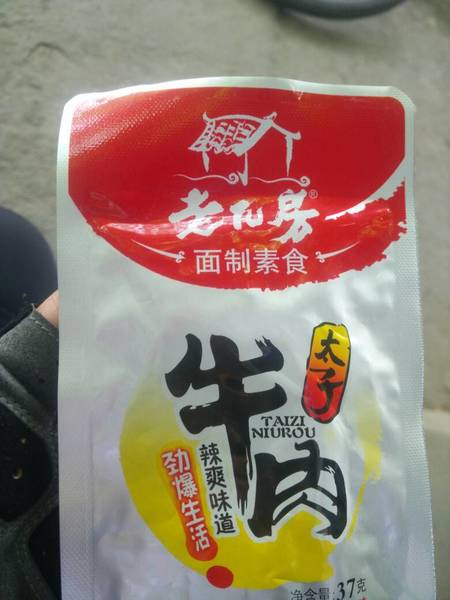 老瓦房®
面制素食
太子
牛肉
TAIZI
NIUROU
辣爽味道
劲爆生活
净含量:37克